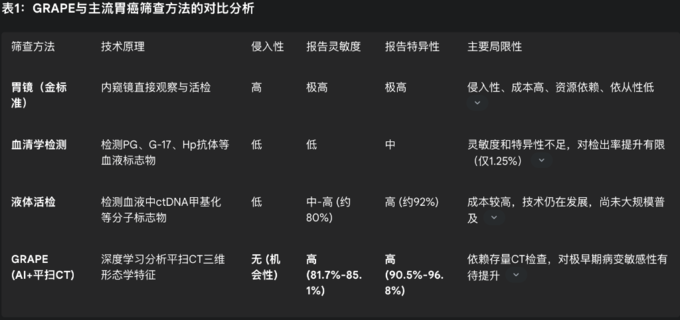 表1：GRAPE与主流胃癌筛查方法的对比分析
筛查方法 技术原理 侵入性 报告灵敏度 报告特异性 主要局限性
胃镜（金标 内窥镜直接观察与活检 高 极高 极高 侵入性、成本高、资源依赖、依从性低
准）
血清学检测 检测PG、G-17、Hp抗体等 低 低 中 灵敏度和特异性不足，对检出率提升有限
血液标志物 （仅1.25%）
液体活检 检测血液中ctDNA甲基化 低 中-高 (约 高 (约92%) 成本较高，技术仍在发展，尚未大规模普
等分子标志物 80%) 及
GRAPE 深度学习分析平扫CT三维 无 (机 高 高 依赖存量CT检查，对极早期病变敏感性有
(AI+平扫CT) 形态学特征 会性) (81.7%-85. (90.5%-96. 待提升
1%) 8%)